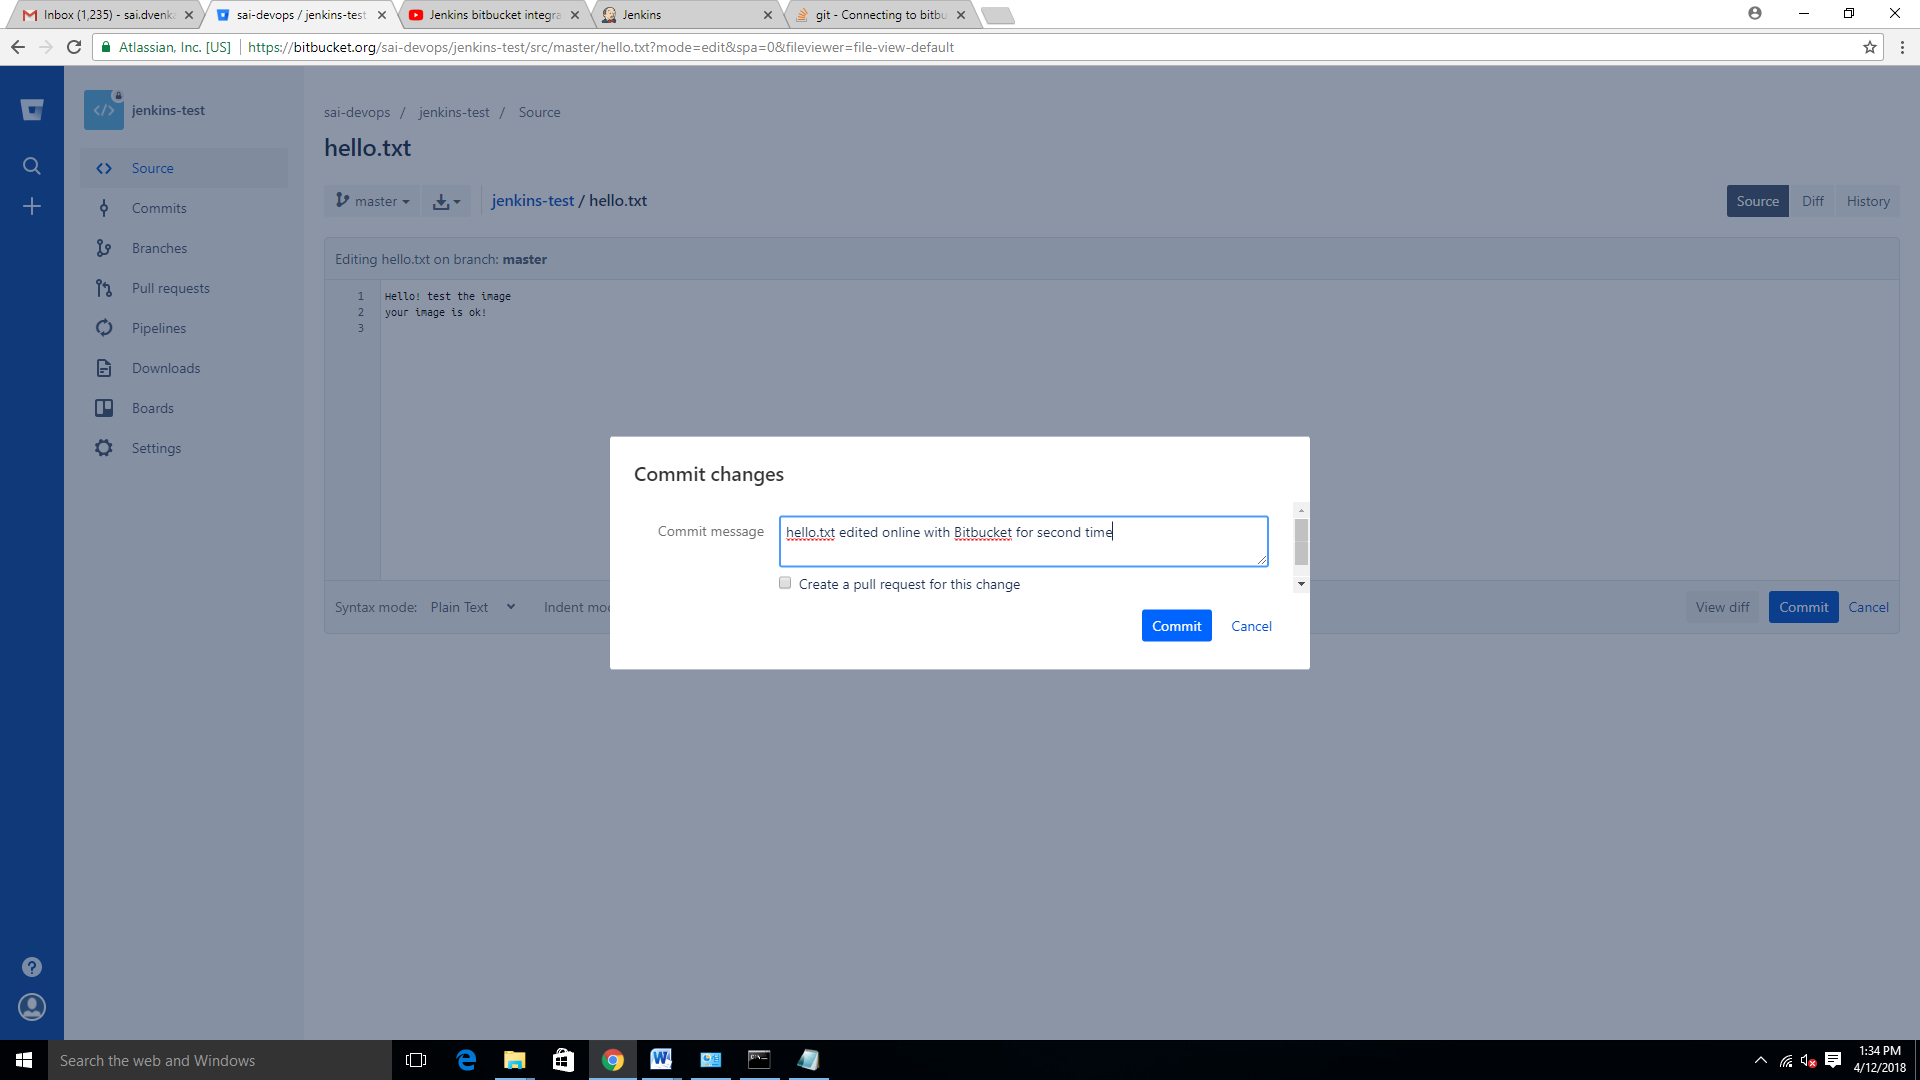 Inbox (1,235) - sai.dvenk
sai-devops / jenkins-test
Jenkins bitbucket integra
Jenkins
git - Connecting to bitbu
Atlassian, Inc. [US]
https://bitbucket.org/sai-devops/jenkins-test/src/master/hello.txt?mode=edit&spa=0&fileviewer=file-view-default
jenkins-test
Source
Commits
Branches
Pull requests
Pipelines
Downloads
Boards
Settings
sai-devops / jenkins-test / Source
hello.txt
master
jenkins-test / hello.txt
Source Diff History
Editing hello.txt on branch: master
1 Hello! test the image
2 your image is ok!
3
Commit changes
Commit message
hello.txt edited online with Bitbucket for second time
Create a pull request for this change
Commit Cancel
Syntax mode: Plain Text
Indent mo
View diff Commit Cancel
Search the web and Windows
1:34 PM
4/12/2018